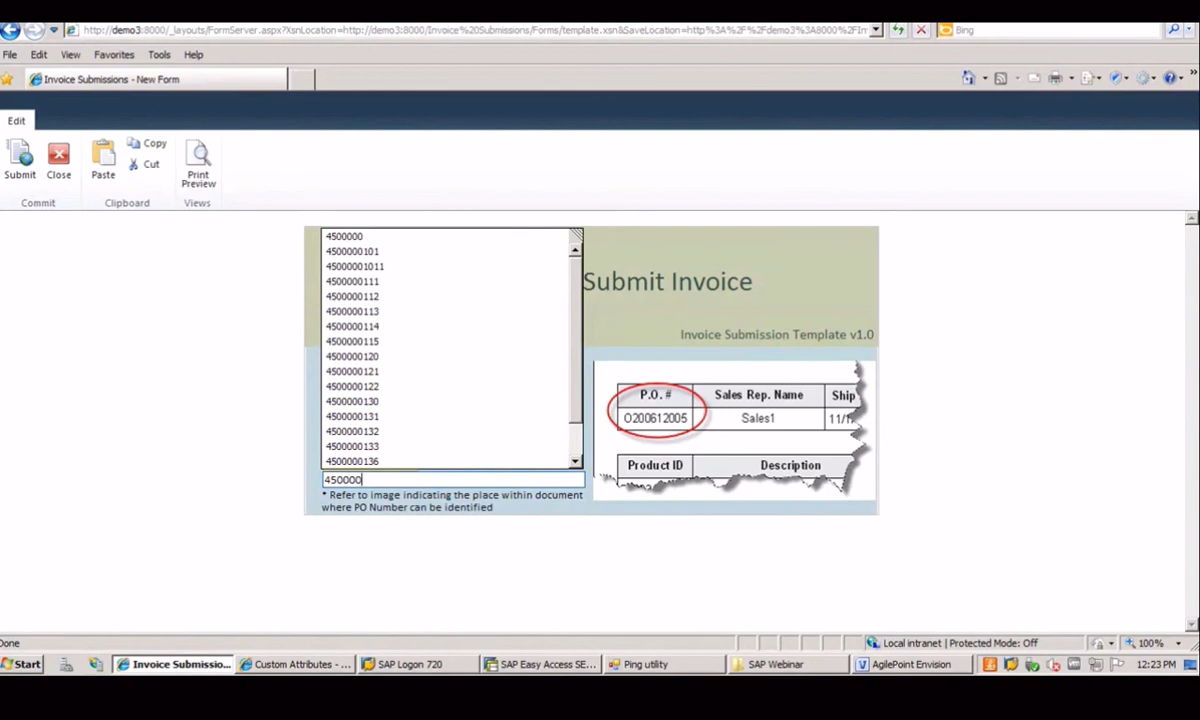 http://demo3:8000/_layouts/FormServer.aspx?XsnLocation=http://demo3:8000/Invoice%20Submissions/Forms/template.xsn&SaveLocation=http%3A%2F%2Fdemo3%3A8000%2FIn
Bing
File Edit View Favorites Tools Help
Invoice Submissions - New Form
Edit
Submit
Close
Paste
Copy
Cut
Print Preview
Commit
Clipboard
Views
4500000
4500000101
45000001011
4500000111
4500000112
4500000113
4500000114
4500000115
4500000120
4500000121
4500000122
4500000130
4500000131
4500000132
4500000133
4500000136
450000
* Refer to image indicating the place within document
where PO Number can be identified
Submit Invoice
Invoice Submission Template v1.0
P.O. # Sales Rep. Name Ship
O200612005 Sales1 11/1
Product ID Description
Done
Local intranet | Protected Mode: Off
100%
Start
Invoice Submissio...
Custom Attributes - ...
SAP Logon 720
SAP Easy Access SE...
Ping utility
SAP Webinar
AgilePoint Envision
12:23 PM